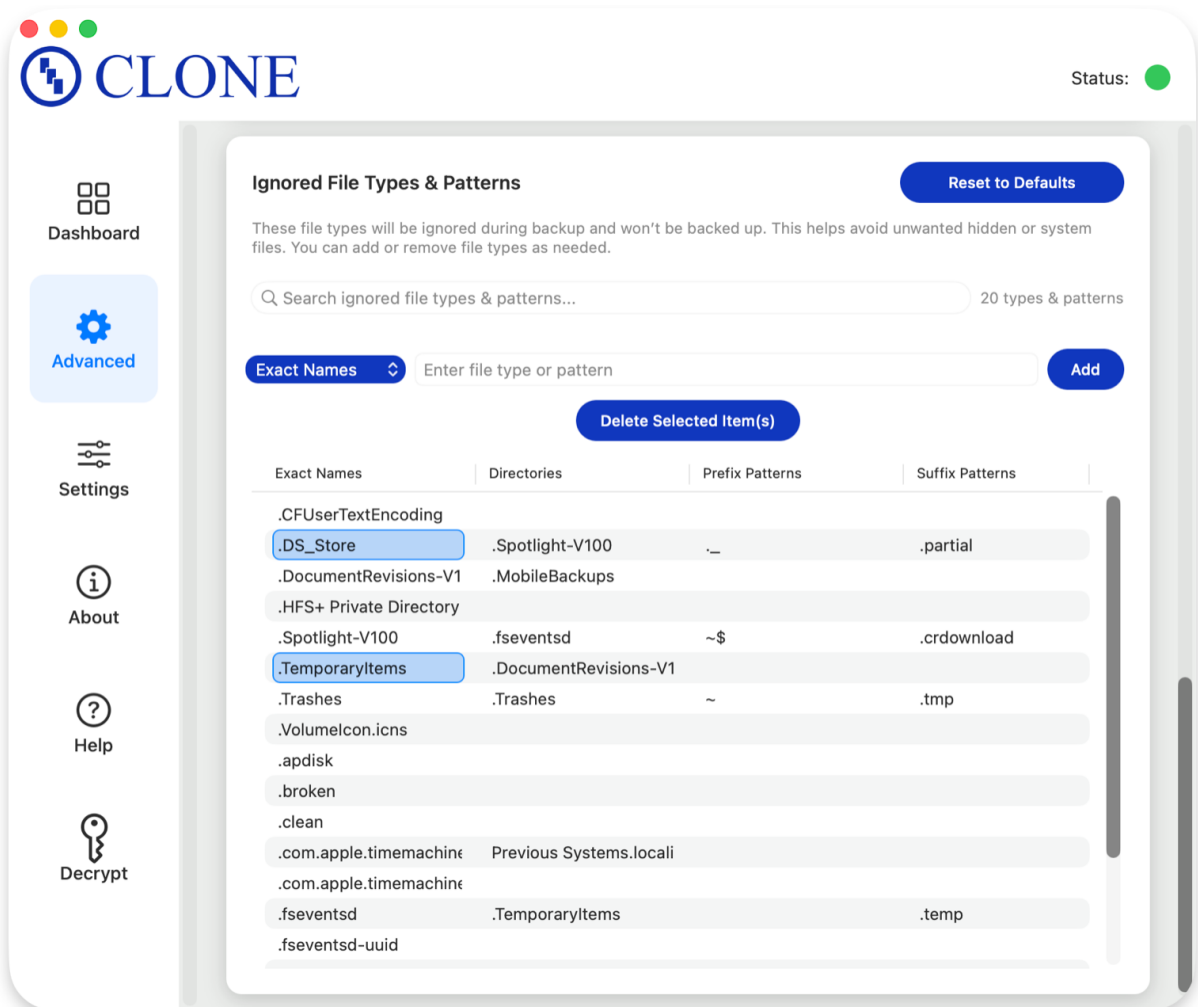 CLONE
Status:
Dashboard
Advanced
Settings
About
Help
Decrypt
Ignored File Types & Patterns
Reset to Defaults
These file types will be ignored during backup and won’t be backed up. This helps avoid unwanted hidden or system
files. You can add or remove file types as needed.
Search ignored file types & patterns...
20 types & patterns
Exact Names
Enter file type or pattern
Add
Delete Selected Item(s)
Exact Names Directories Prefix Patterns Suffix Patterns
.CFUserTextEncoding
.DS_Store .Spotlight-V100 ._ .partial
.DocumentRevisions-V1 .MobileBackups
.HFS+ Private Directory
.Spotlight-V100 .fseventsd ~$ .crdownload
.TemporaryItems .DocumentRevisions-V1
.Trashes .Trashes ~ .tmp
.VolumeIcon.icns
.apdisk
.broken
.clean
.com.apple.timemachine Previous Systems.locali
.com.apple.timemachine
.fseventsd .TemporaryItems .temp
.fseventsd-uuid